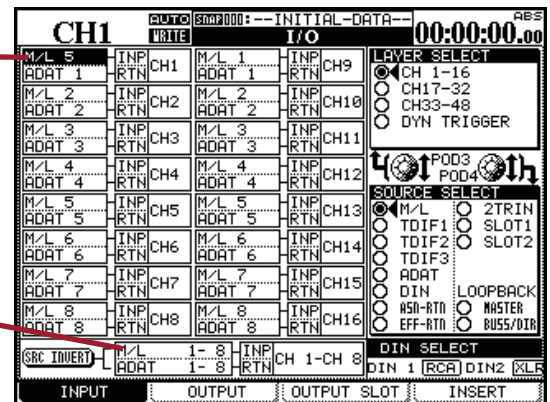 CH1 AUTO WRITE SNAP000:--INITIAL-DATA-- I/O ABS 00:00:00.00
M/L 5 INP CH1 M/L 1 INP CH9
ADAT 1 RTN ADAT 1 RTN
M/L 2 INP CH2 M/L 2 INP CH10
ADAT 2 RTN ADAT 2 RTN
M/L 3 INP CH3 M/L 3 INP CH11
ADAT 3 RTN ADAT 3 RTN
M/L 4 INP CH4 M/L 4 INP CH12
ADAT 4 RTN ADAT 4 RTN
M/L 5 INP CH5 M/L 5 INP CH13
ADAT 5 RTN ADAT 5 RTN
M/L 6 INP CH6 M/L 6 INP CH14
ADAT 6 RTN ADAT 6 RTN
M/L 7 INP CH7 M/L 7 INP CH15
ADAT 7 RTN ADAT 7 RTN
M/L 8 INP CH8 M/L 8 INP CH16
ADAT 8 RTN ADAT 8 RTN
SRC INVERT M/L 1- 8 INP CH 1-CH 8
ADAT 1- 8 RTN
LAYER SELECT
CH 1-16
CH17-32
CH33-48
DYN TRIGGER
POD3
POD4
SOURCE SELECT
M/L 2TRIN
TDIF1 SLOT1
TDIF2 SLOT2
TDIF3
ADAT
DIN LOOPBACK
ASN-RTN MASTER
EFF-RTN BUSS/DIR
DIN SELECT
DIN 1 RCA DIN2 XLR
INPUT OUTPUT OUTPUT SLOT INSERT